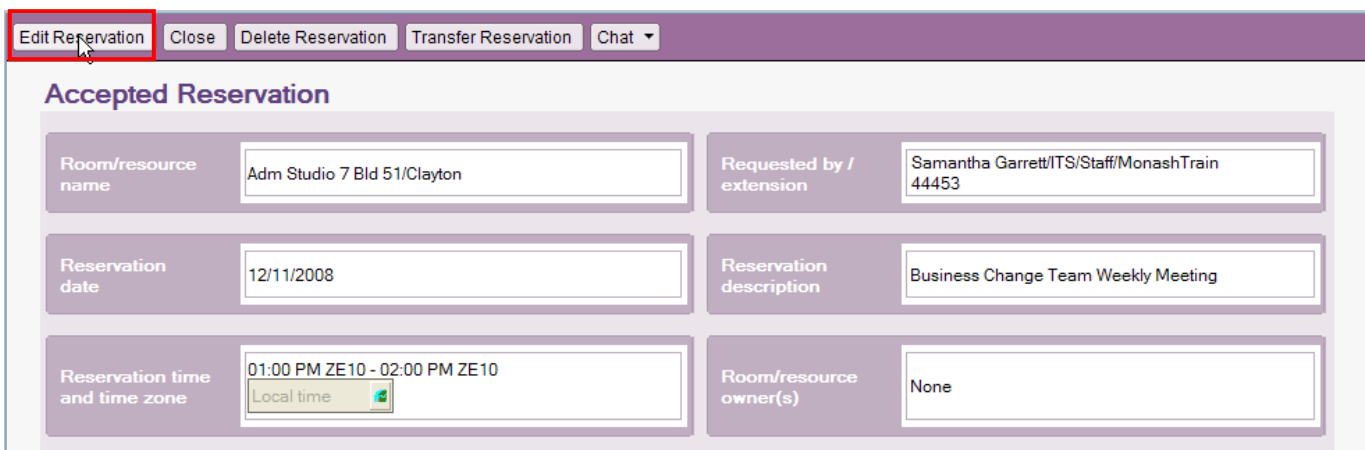 Edit Reservation Close Delete Reservation Transfer Reservation Chat
Accepted Reservation
Room/resource
name
Adm Studio 7 Bld 51/Clayton
Requested by /
extension
Samantha Garrett/ITS/Staff/MonashTrain
44453
Reservation
date
12/11/2008
Reservation
description
Business Change Team Weekly Meeting
Reservation time
and time zone
01:00 PM ZE10 - 02:00 PM ZE10
Local time
Room/resource
owner(s)
None